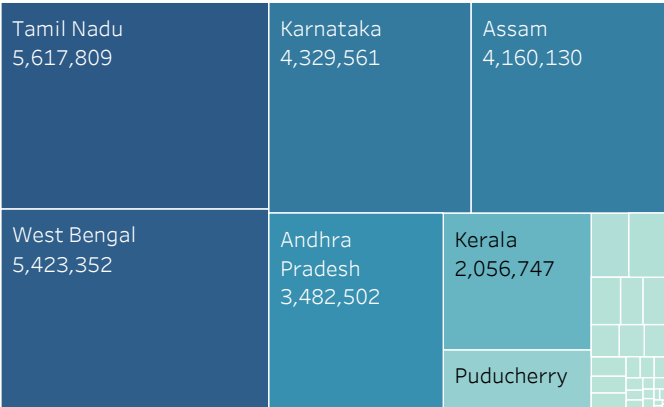 Tamil Nadu
5,617,809
Karnataka
4,329,561
Assam
4,160,130
West Bengal
5,423,352
Andhra
Pradesh
3,482,502
Kerala
2,056,747
Puducherry